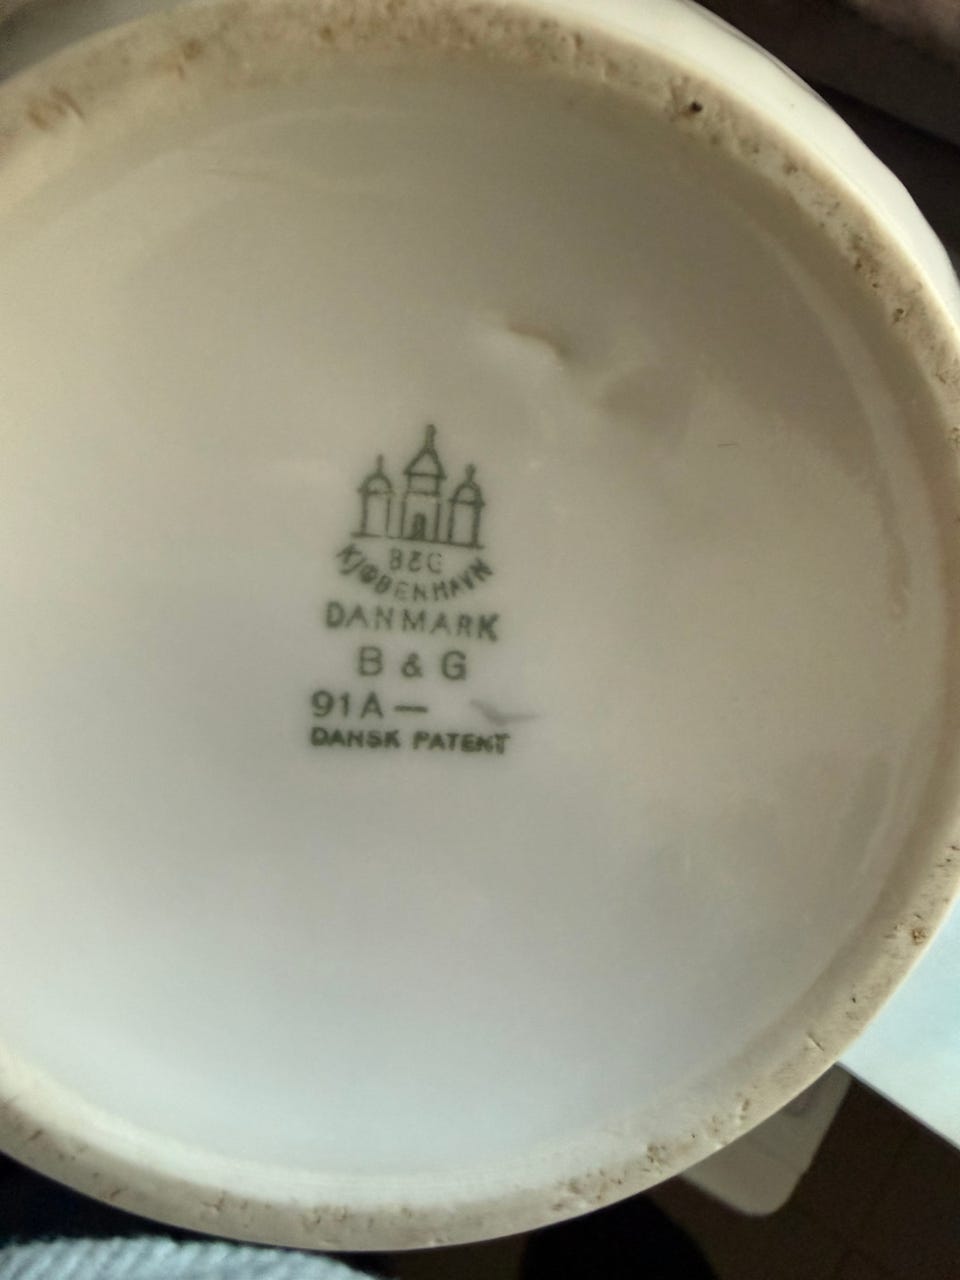 B&G
KJØBENHAVN
DANMARK
B & G
91A—
DANSK PATENT